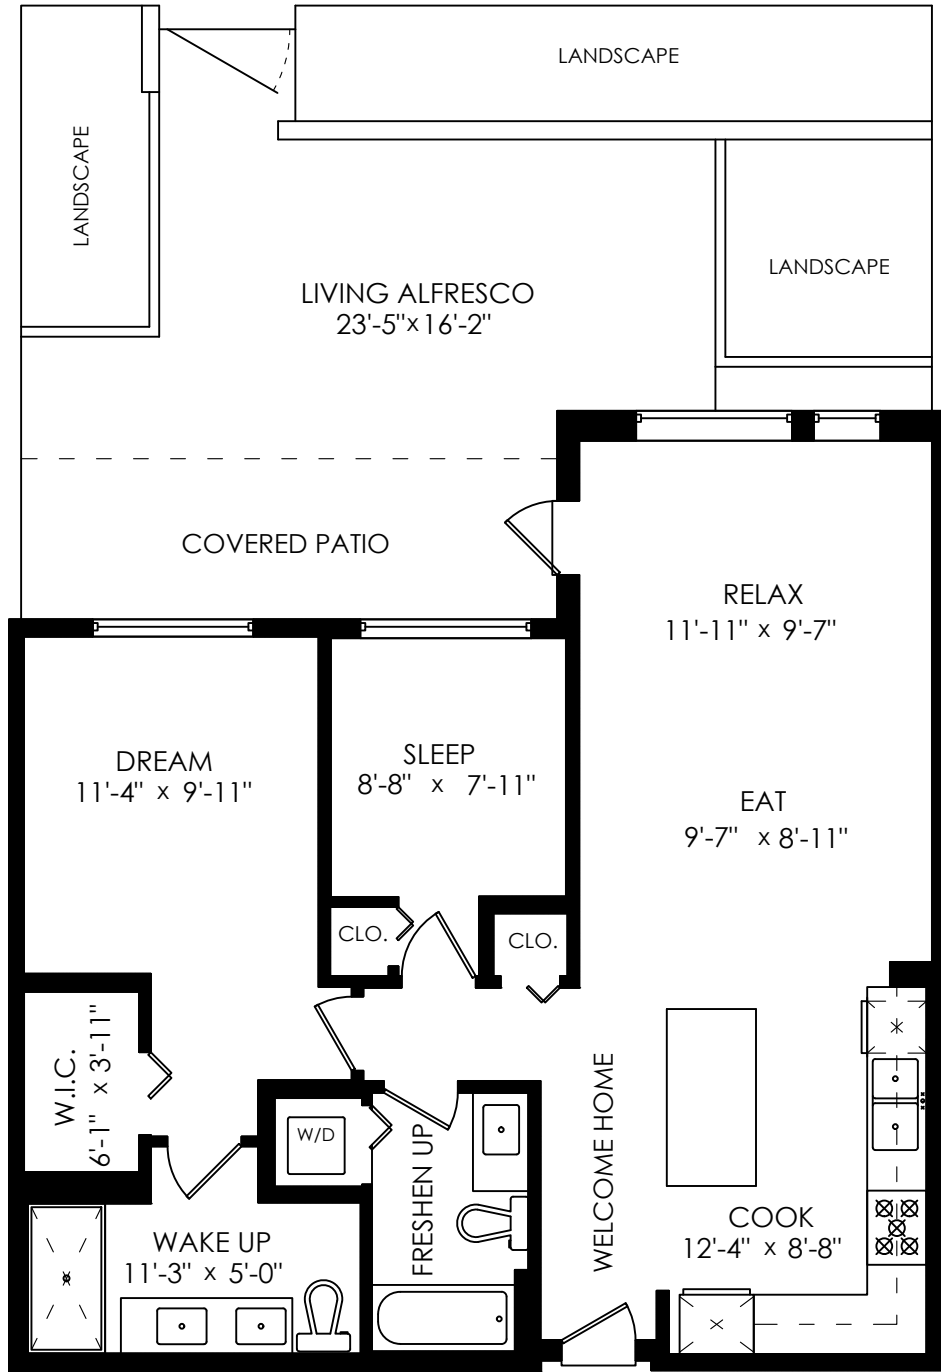 LANDSCAPE
LANDSCAPE
LANDSCAPE
LIVING ALFRESCO
23'-5"x16'-2"
COVERED PATIO
RELAX
11'-11" x 9'-7"
DREAM
11'-4" x 9'-11"
SLEEP
8'-8" x 7'-11"
EAT
9'-7" x 8'-11"
CLO.
CLO.
W.I.C.
6'-1" x 3'-11"
W/D
FRESHEN UP
WELCOME HOME
WAKE UP
11'-3" x 5'-0"
COOK
12'-4" x 8'-8"